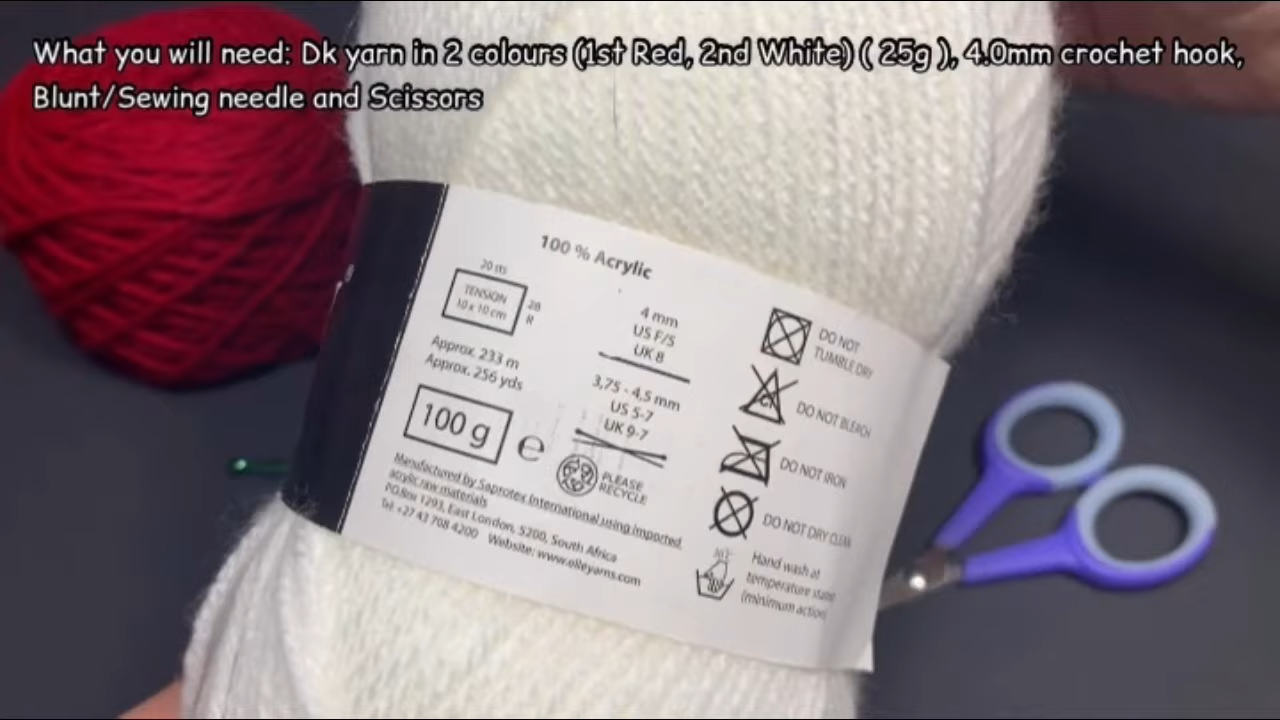 What you will need: Dk yarn in 2 colours (1st Red, 2nd White) ( 25g ), 4.0mm crochet hook,
Blunt/Sewing needle and Scissors
100 % Acrylic
20 sts
TENSION
10 x 10 cm
28
R
Approx. 233 m
Approx. 256 yds
100 g e
4 mm
US F/5
UK 8
3,75 - 4,5 mm
US 5-7
UK 9-7
PLEASE
RECYCLE
Manufactured by Saprotex International using imported
acrylic raw materials
PO.Box 1293, East London, 5200, South Africa
Tel: +27 43 708 4200 Website: www.elleyarns.com
DO NOT
TUMBLE DRY
DO NOT BLEACH
DO NOT IRON
DO NOT DRY CLEAN
Hand wash at
temperature
(minimum action)